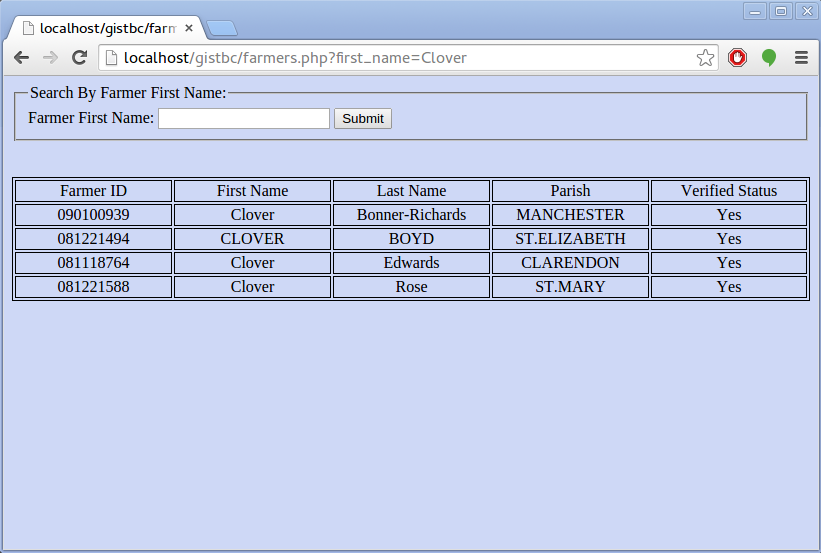 localhost/gistbc/farm
localhost/gistbc/farmers.php?first_name=Clover
Search By Farmer First Name:
Farmer First Name: Submit
Farmer ID First Name Last Name Parish Verified Status
090100939 Clover Bonner-Richards MANCHESTER Yes
081221494 CLOVER BOYD ST.ELIZABETH Yes
081118764 Clover Edwards CLARENDON Yes
081221588 Clover Rose ST.MARY Yes